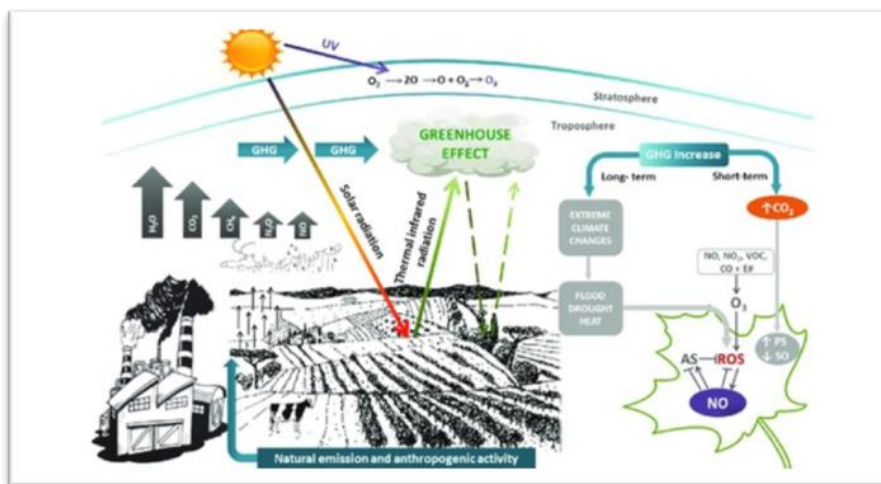 UV
O₂ → 2O → O + O₂ → O₃
Stratosphere
Troposphere
GREENHOUSE
EFFECT
GHG
GHG
GHG Increase
Long- term
Short-term
↑CO₂
EXTREME
CLIMATE
CHANGES
H₂O
CO₂
CH₄
N₂O
NO
Solar radiation
Thermal infrared
radiation
NO, NO₂, VOC,
CO + EF
O₃
FLOOD
DROUGHT
HEAT
↑ PS
↓ SO
AS
ROS
NO
Natural emission and anthropogenic activity